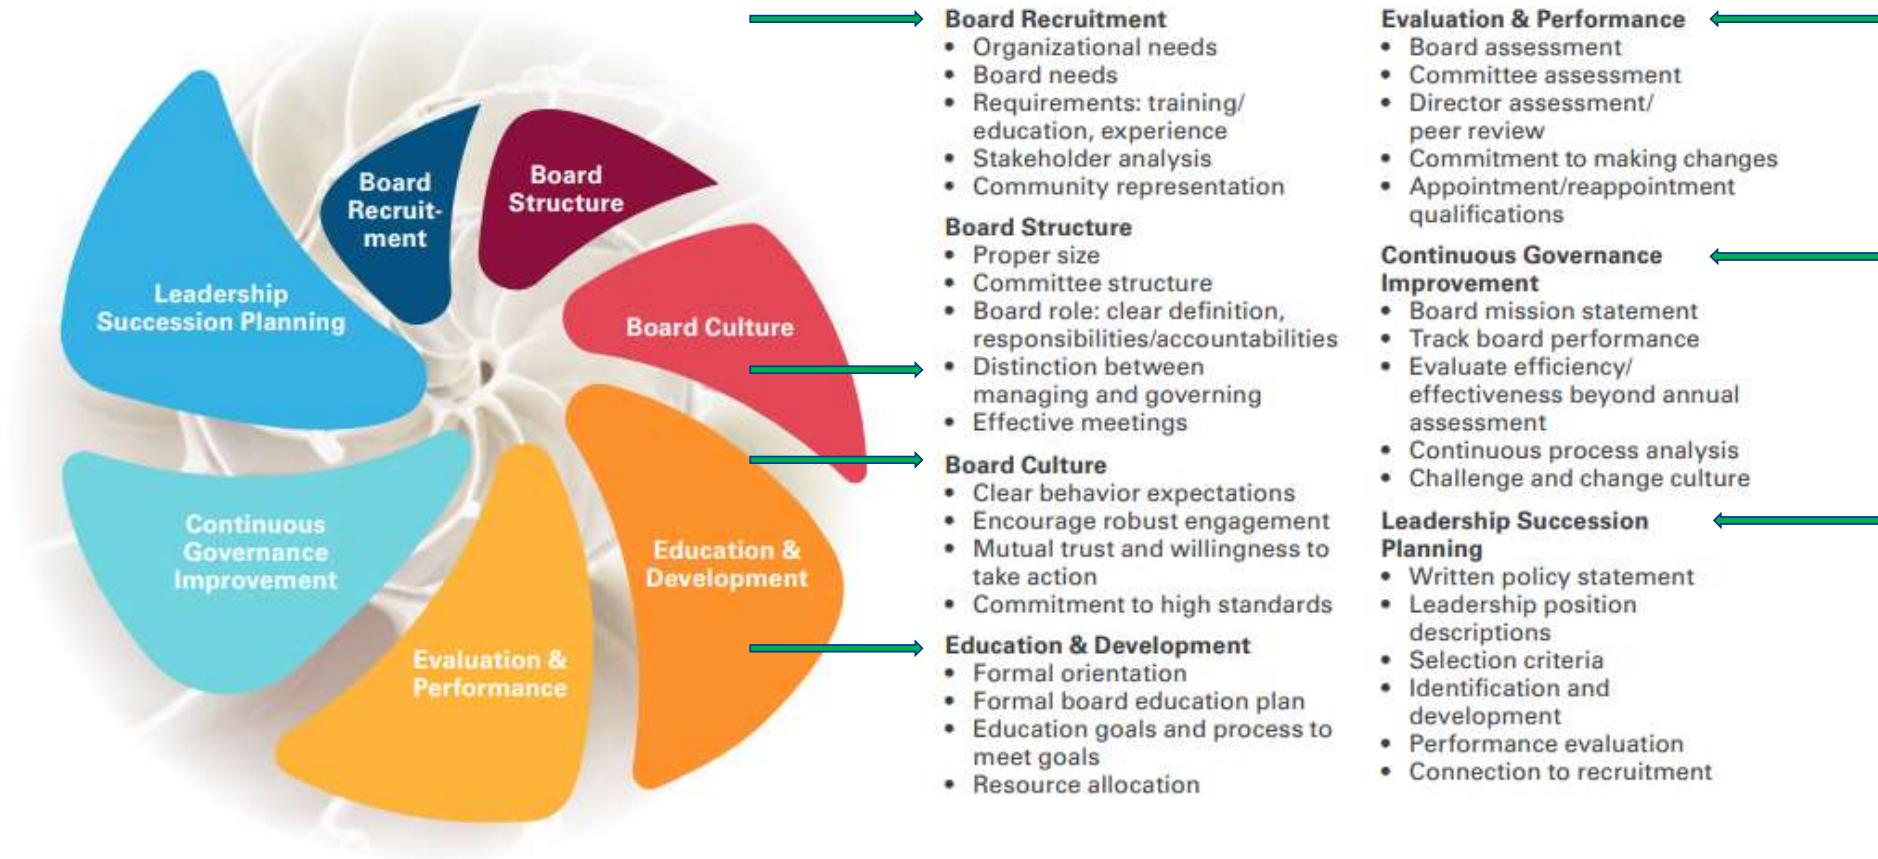 Board
Recruit-
ment
Board
Structure
Board Culture
Education &
Development
Evaluation &
Performance
Continuous
Governance
Improvement
Leadership
Succession Planning
Board Recruitment
• Organizational needs
• Board needs
• Requirements: training/
education, experience
• Stakeholder analysis
• Community representation
Board Structure
• Proper size
• Committee structure
• Board role: clear definition,
responsibilities/accountabilities
• Distinction between
managing and governing
• Effective meetings
Board Culture
• Clear behavior expectations
• Encourage robust engagement
• Mutual trust and willingness to
take action
• Commitment to high standards
Education & Development
• Formal orientation
• Formal board education plan
• Education goals and process to
meet goals
• Resource allocation
Evaluation & Performance
• Board assessment
• Committee assessment
• Director assessment/
peer review
• Commitment to making changes
• Appointment/reappointment
qualifications
Continuous Governance
Improvement
• Board mission statement
• Track board performance
• Evaluate efficiency/
effectiveness beyond annual
assessment
• Continuous process analysis
• Challenge and change culture
Leadership Succession
Planning
• Written policy statement
• Leadership position
descriptions
• Selection criteria
• Identification and
development
• Performance evaluation
• Connection to recruitment